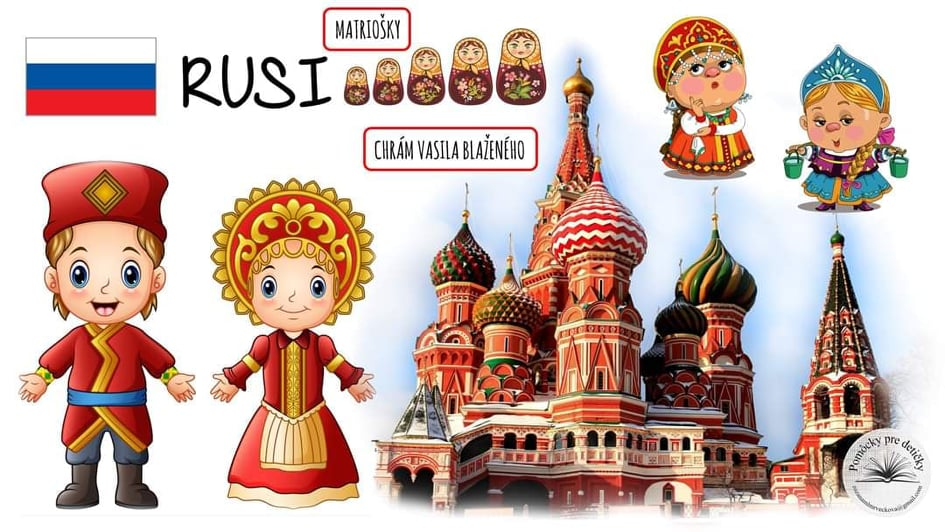 MATRIOŠKY
RUSI
CHRÁM VASILA BLAŽENÉHO
Pomôcky pre detičky